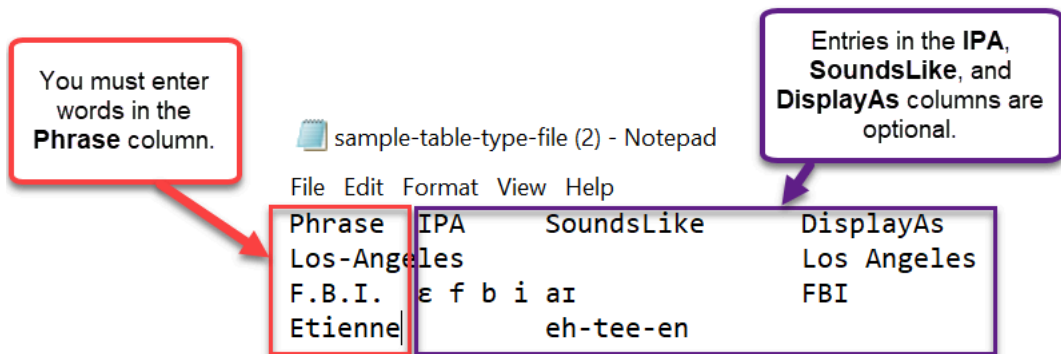 You must enter
words in the
Phrase column.
Entries in the IPA,
SoundsLike, and
DisplayAs columns are
optional.
sample-table-type-file (2) - Notepad
File Edit Format View Help
Phrase IPA SoundsLike DisplayAs
Los-Angeles Los Angeles
F.B.I. ɛ f b i aɪ FBI
Etienne eh-tee-en